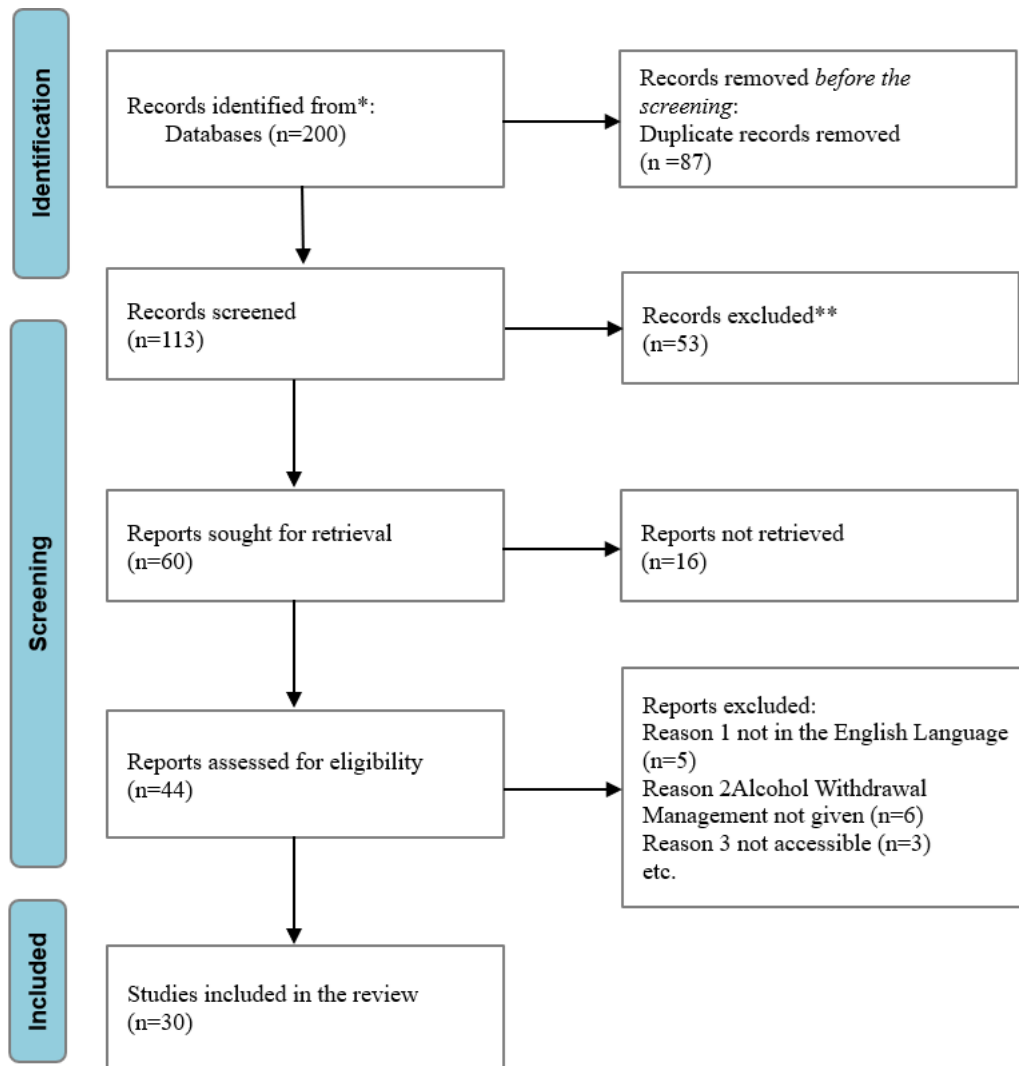 Identification
Records identified from*:
Databases (n=200)
Records removed before the
screening:
Duplicate records removed
(n =87)
Screening
Records screened
(n=113)
Records excluded**
(n=53)
Reports sought for retrieval
(n=60)
Reports not retrieved
(n=16)
Reports assessed for eligibility
(n=44)
Reports excluded:
Reason 1 not in the English Language
(n=5)
Reason 2Alcohol Withdrawal
Management not given (n=6)
Reason 3 not accessible (n=3)
etc.
Included
Studies included in the review
(n=30)